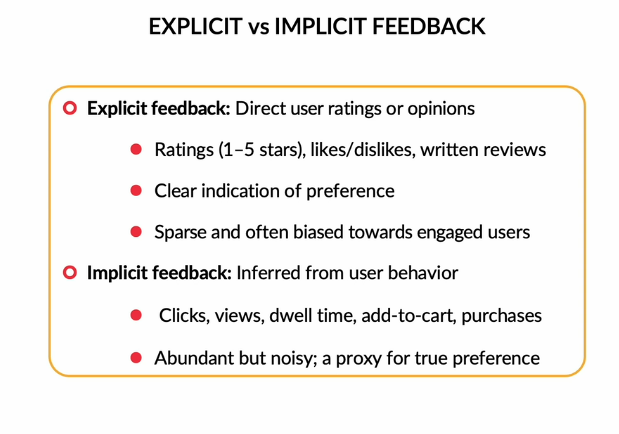 EXPLICIT vs IMPLICIT FEEDBACK
Explicit feedback: Direct user ratings or opinions
Ratings (1–5 stars), likes/dislikes, written reviews
Clear indication of preference
Sparse and often biased towards engaged users
Implicit feedback: Inferred from user behavior
Clicks, views, dwell time, add-to-cart, purchases
Abundant but noisy; a proxy for true preference